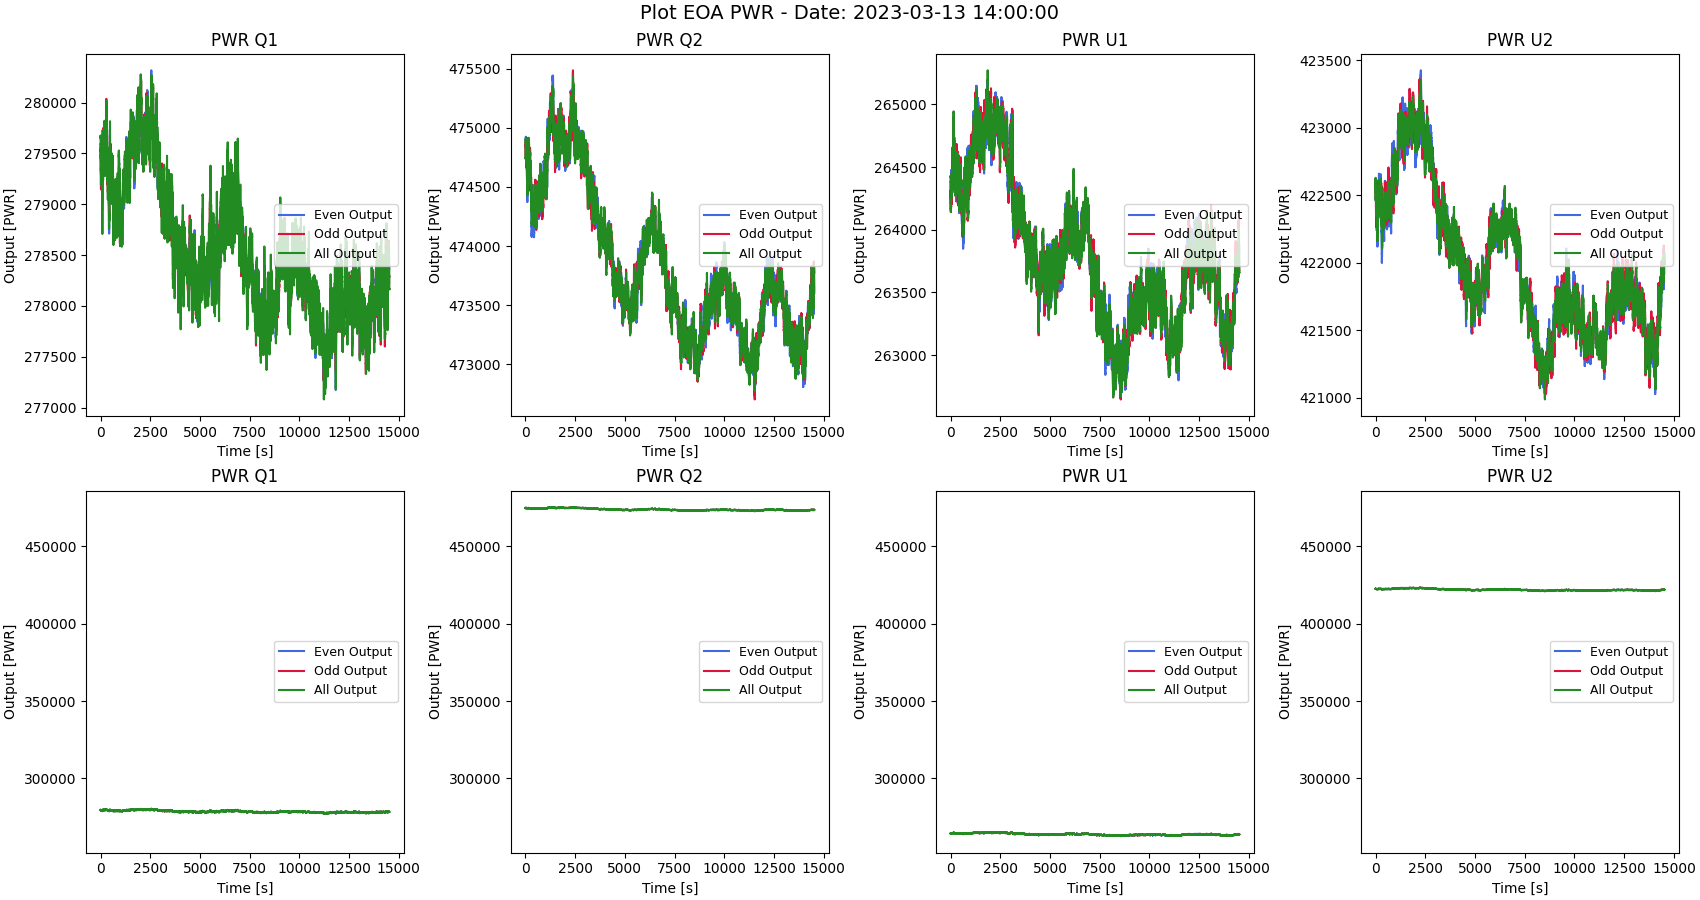 Plot EOA PWR - Date: 2023-03-13 14:00:00
PWR Q1
PWR Q2
PWR U1
PWR U2
Output [PWR]
280000
279500
279000
278500
278000
277500
277000
Even Output
Odd Output
All Output
0 2500 5000 7500 10000 12500 15000
Time [s]
Output [PWR]
475500
475000
474500
474000
473500
473000
Even Output
Odd Output
All Output
0 2500 5000 7500 10000 12500 15000
Time [s]
Output [PWR]
265000
264500
264000
263500
263000
Even Output
Odd Output
All Output
0 2500 5000 7500 10000 12500 15000
Time [s]
Output [PWR]
423500
423000
422500
422000
421500
421000
Even Output
Odd Output
All Output
0 2500 5000 7500 10000 12500 15000
Time [s]
PWR Q1
PWR Q2
PWR U1
PWR U2
Output [PWR]
450000
400000
350000
300000
Even Output
Odd Output
All Output
0 2500 5000 7500 10000 12500 15000
Time [s]
Output [PWR]
450000
400000
350000
300000
Even Output
Odd Output
All Output
0 2500 5000 7500 10000 12500 15000
Time [s]
Output [PWR]
450000
400000
350000
300000
Even Output
Odd Output
All Output
0 2500 5000 7500 10000 12500 15000
Time [s]
Output [PWR]
450000
400000
350000
300000
Even Output
Odd Output
All Output
0 2500 5000 7500 10000 12500 15000
Time [s]